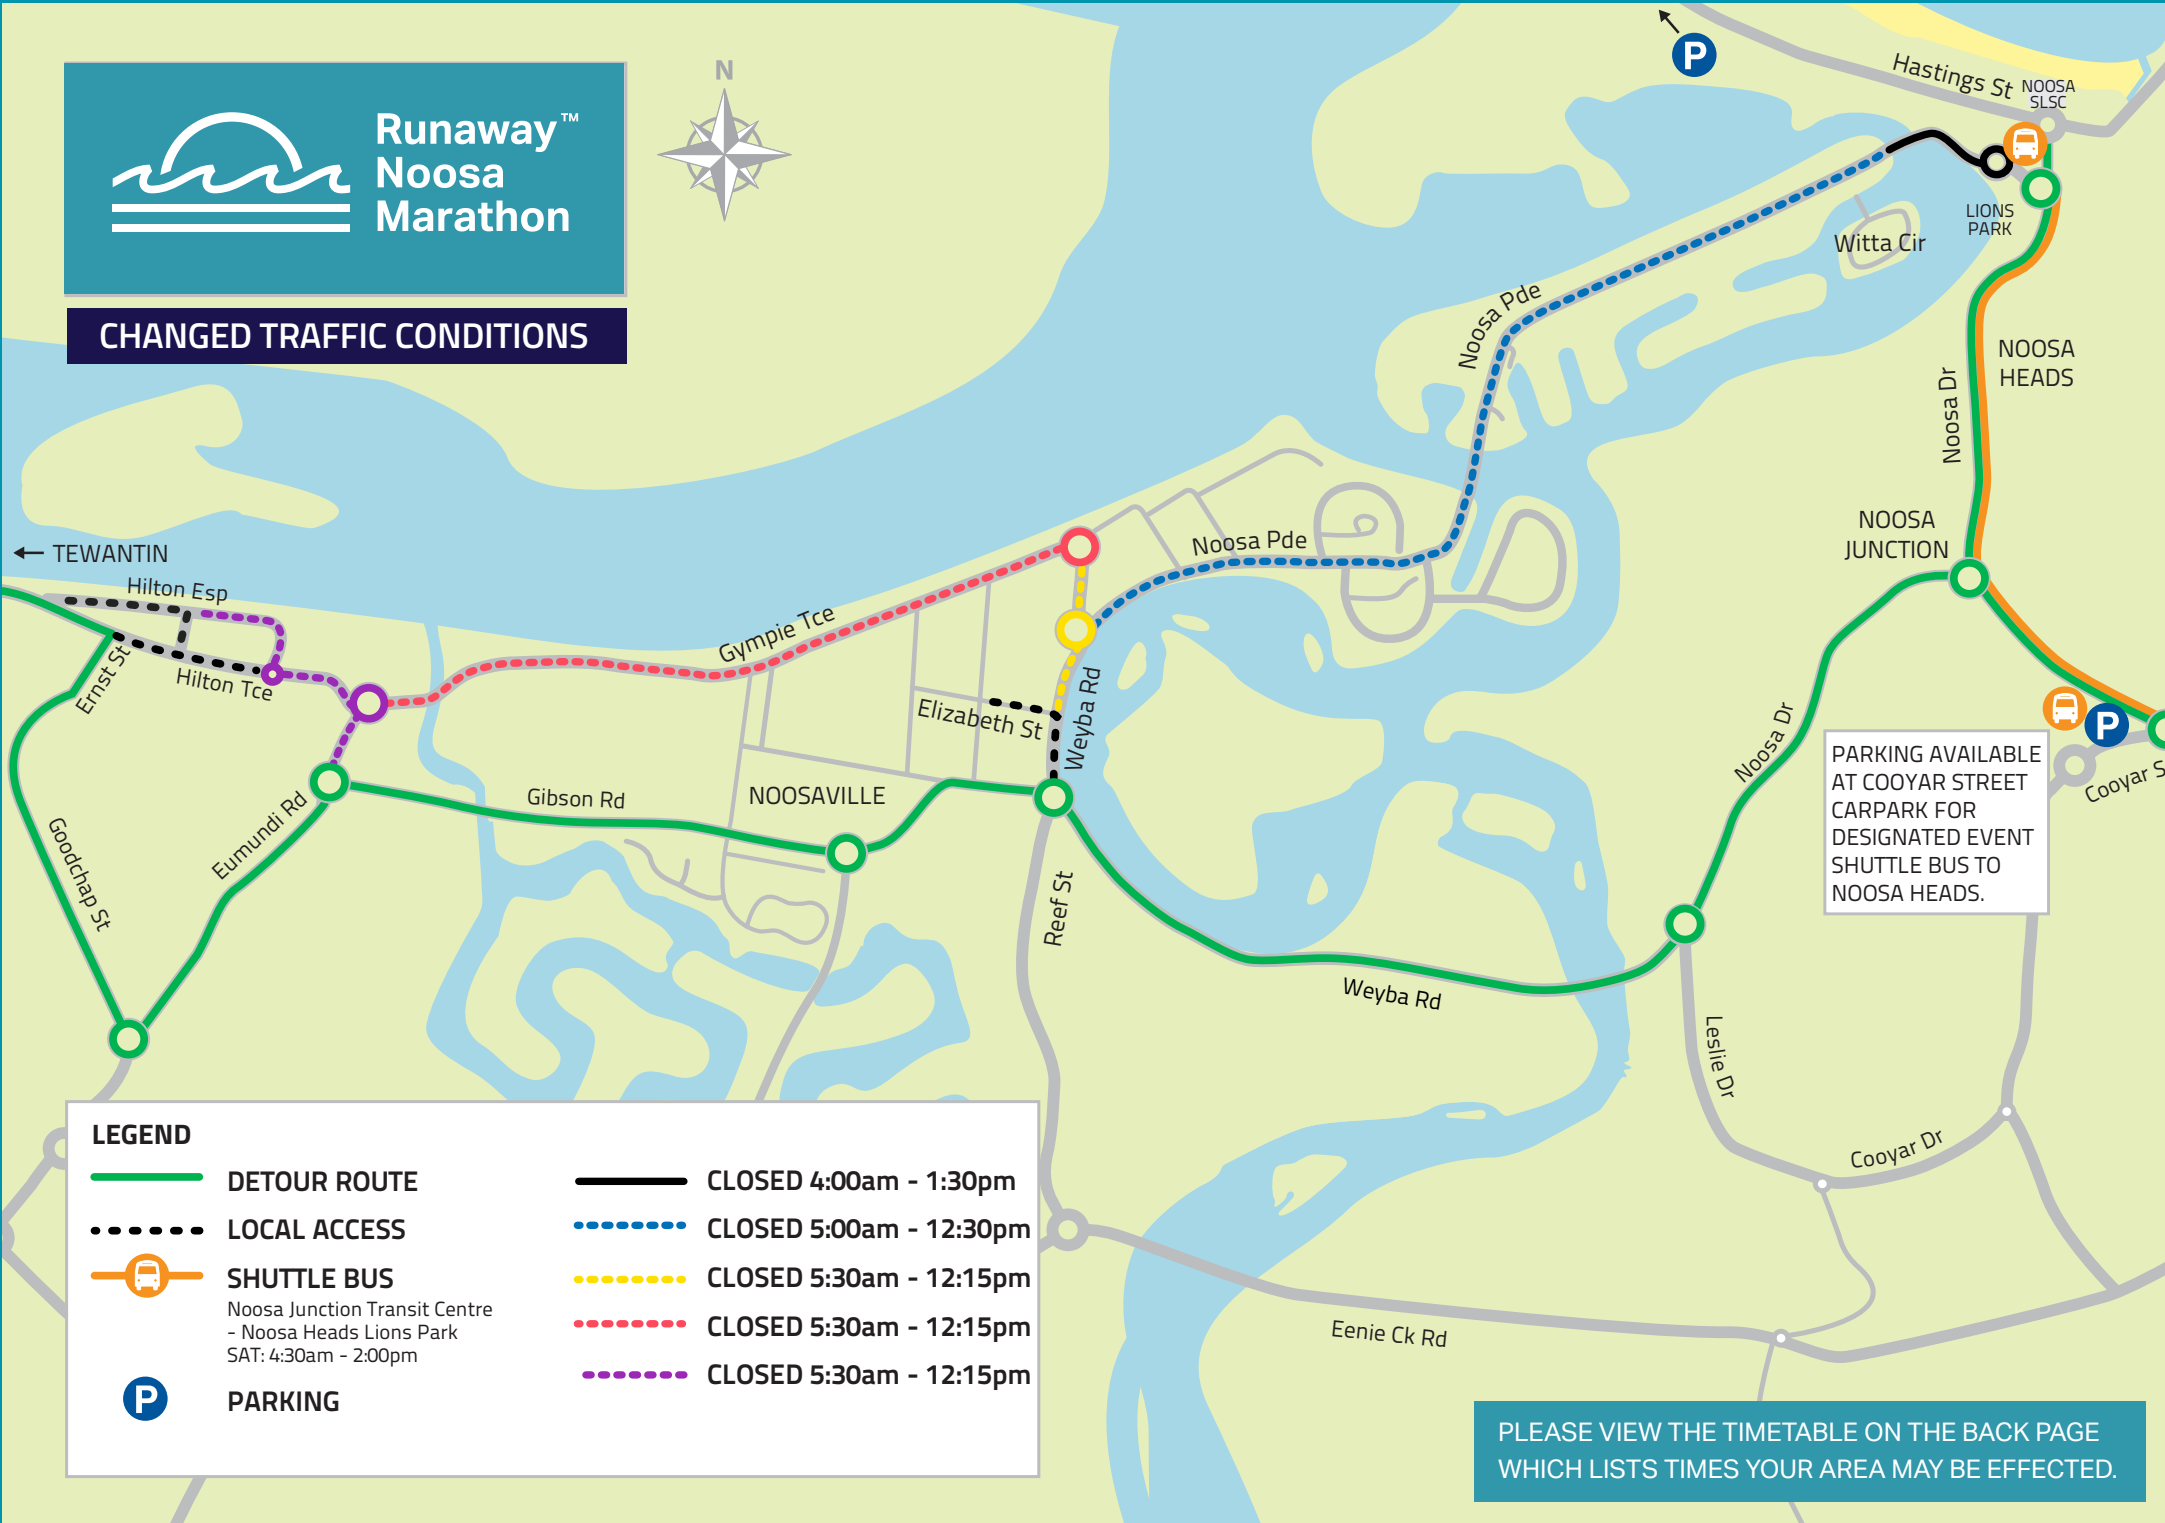 Runaway™
Noosa
Marathon
CHANGED TRAFFIC CONDITIONS
N
P
Hastings St
NOOSA
SLSC
LIONS
PARK
Witta Cir
Noosa Pde
NOOSA
HEADS
Noosa Dr
NOOSA
JUNCTION
Noosa Pde
TEWANTIN
Hilton Esp
Gympie Tce
Ernst St
Hilton Tce
Elizabeth St
Weyba Rd
Noosa Dr
P
PARKING AVAILABLE
AT COOYAR STREET
CARPARK FOR
DESIGNATED EVENT
SHUTTLE BUS TO
NOOSA HEADS.
Cooyar S
Gibson Rd
NOOSAVILLE
Eumundi Rd
Goodchap St
Reef St
Weyba Rd
Leslie Dr
Cooyar Dr
Eenie Ck Rd
LEGEND
DETOUR ROUTE
LOCAL ACCESS
SHUTTLE BUS
Noosa Junction Transit Centre
- Noosa Heads Lions Park
SAT: 4:30am - 2:00pm
P
PARKING
CLOSED 4:00am - 1:30pm
CLOSED 5:00am - 12:30pm
CLOSED 5:30am - 12:15pm
CLOSED 5:30am - 12:15pm
CLOSED 5:30am - 12:15pm
PLEASE VIEW THE TIMETABLE ON THE BACK PAGE
WHICH LISTS TIMES YOUR AREA MAY BE EFFECTED.